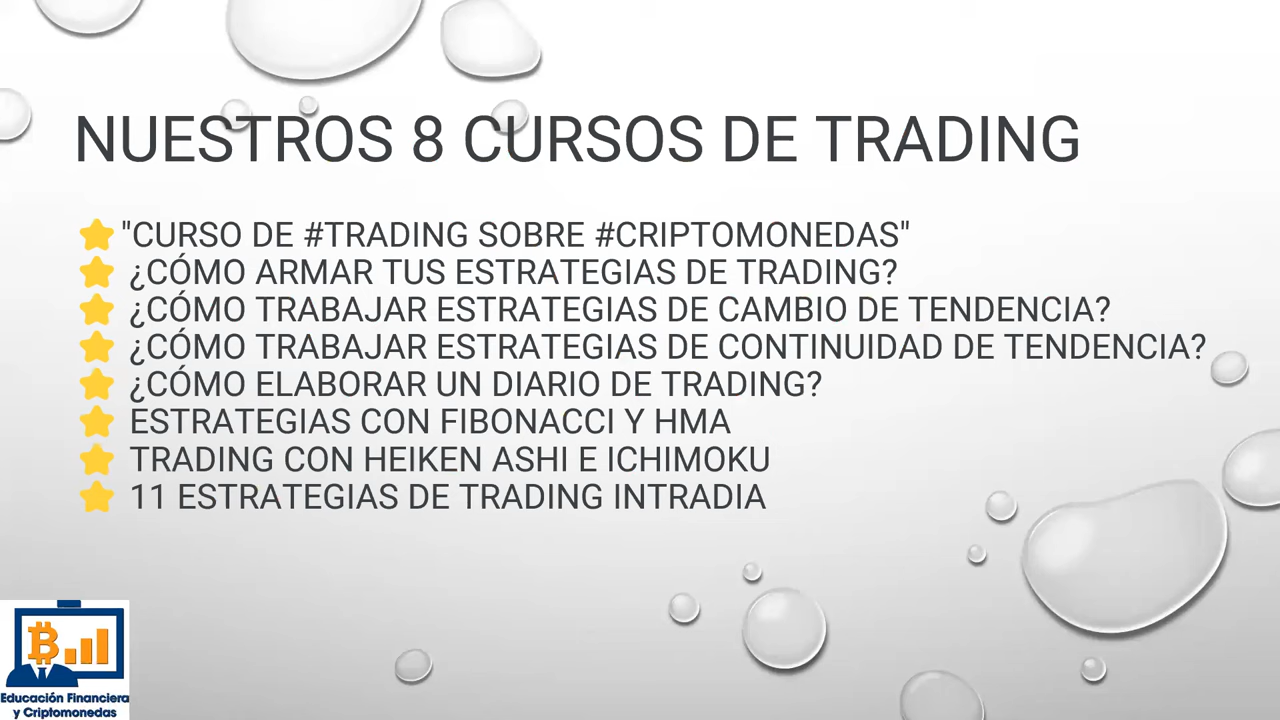 NUESTROS 8 CURSOS DE TRADING
"CURSO DE #TRADING SOBRE #CRIPTOMONEDAS"
¿CÓMO ARMAR TUS ESTRATEGIAS DE TRADING?
¿CÓMO TRABAJAR ESTRATEGIAS DE CAMBIO DE TENDENCIA?
¿CÓMO TRABAJAR ESTRATEGIAS DE CONTINUIDAD DE TENDENCIA?
¿CÓMO ELABORAR UN DIARIO DE TRADING?
ESTRATEGIAS CON FIBONACCI Y HMA
TRADING CON HEIKEN ASHI E ICHIMOKU
11 ESTRATEGIAS DE TRADING INTRADIA
Educación Financiera
y Criptomonedas